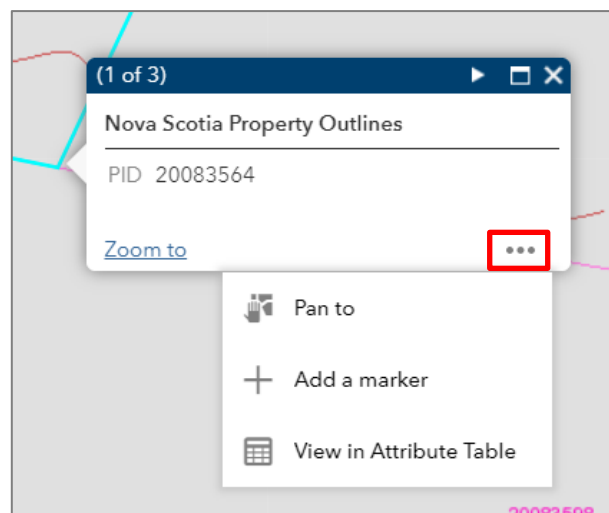 (1 of 3)
Nova Scotia Property Outlines
PID 20083564
Zoom to
Pan to
Add a marker
View in Attribute Table
20083598